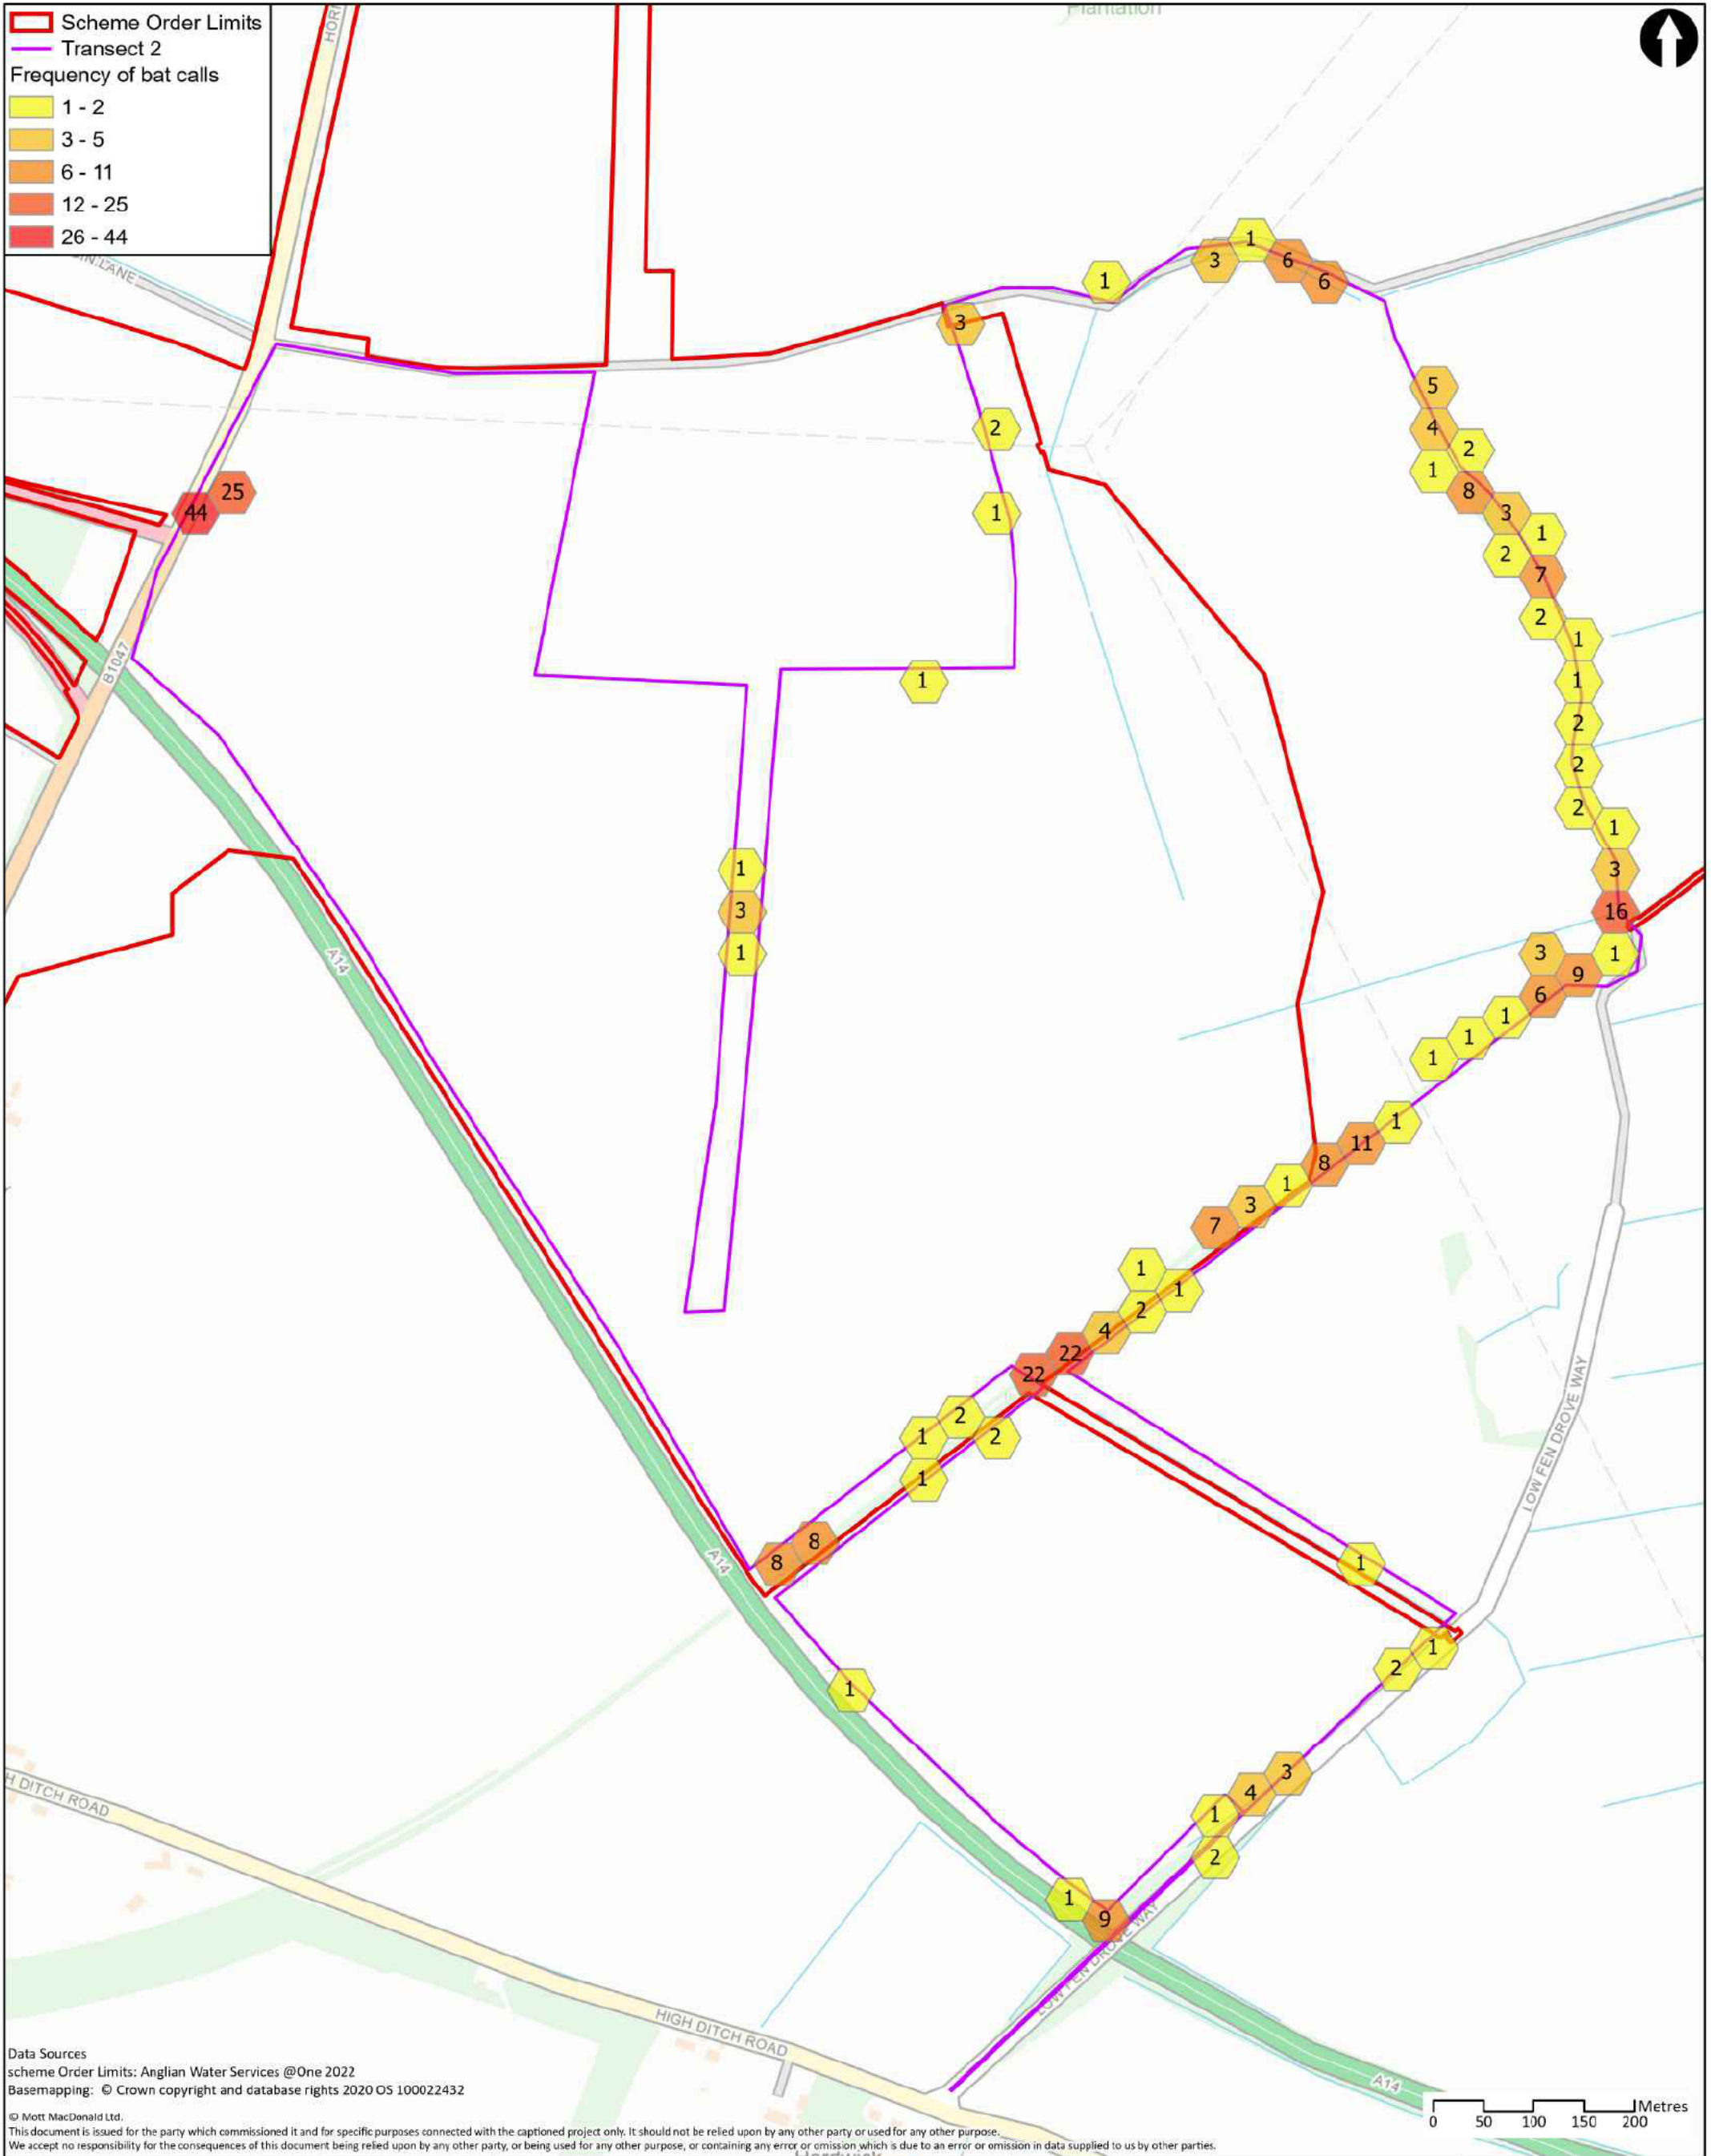 Scheme Order Limits
Transect 2
Frequency of bat calls
1 - 2
3 - 5
6 - 11
12 - 25
26 - 44
Plantation
LANE
1
3
6
6
1
3
5
4
2
2
1
25
8
44
1
3
1
2
7
2
1
B1047
1
1
2
2
2
1
1
3
3
16
A14
1
3
1
9
6
1
1
1
1
11
8
1
3
7
1
1
2
4
22
22
2
1
2
1
LOW FEN DROVE WAY
8
8
A14
1
1
2
1
H DITCH ROAD
3
4
1
2
1
9
LOW FEN DROVE WAY
HIGH DITCH ROAD
A14
Data Sources
scheme Order Limits: Anglian Water Services @One 2022
Basemapping: © Crown copyright and database rights 2020 OS 100022432
Metres
0 50 100 150 200
© Mott MacDonald Ltd.
This document is issued for the party which commissioned it and for specific purposes connected with the captioned project only. It should not be relied upon by any other party or used for any other purpose.
We accept no responsibility for the consequences of this document being relied upon by any other party, or being used for any other purpose, or containing any error or omission which is due to an error or omission in data supplied to us by other parties.